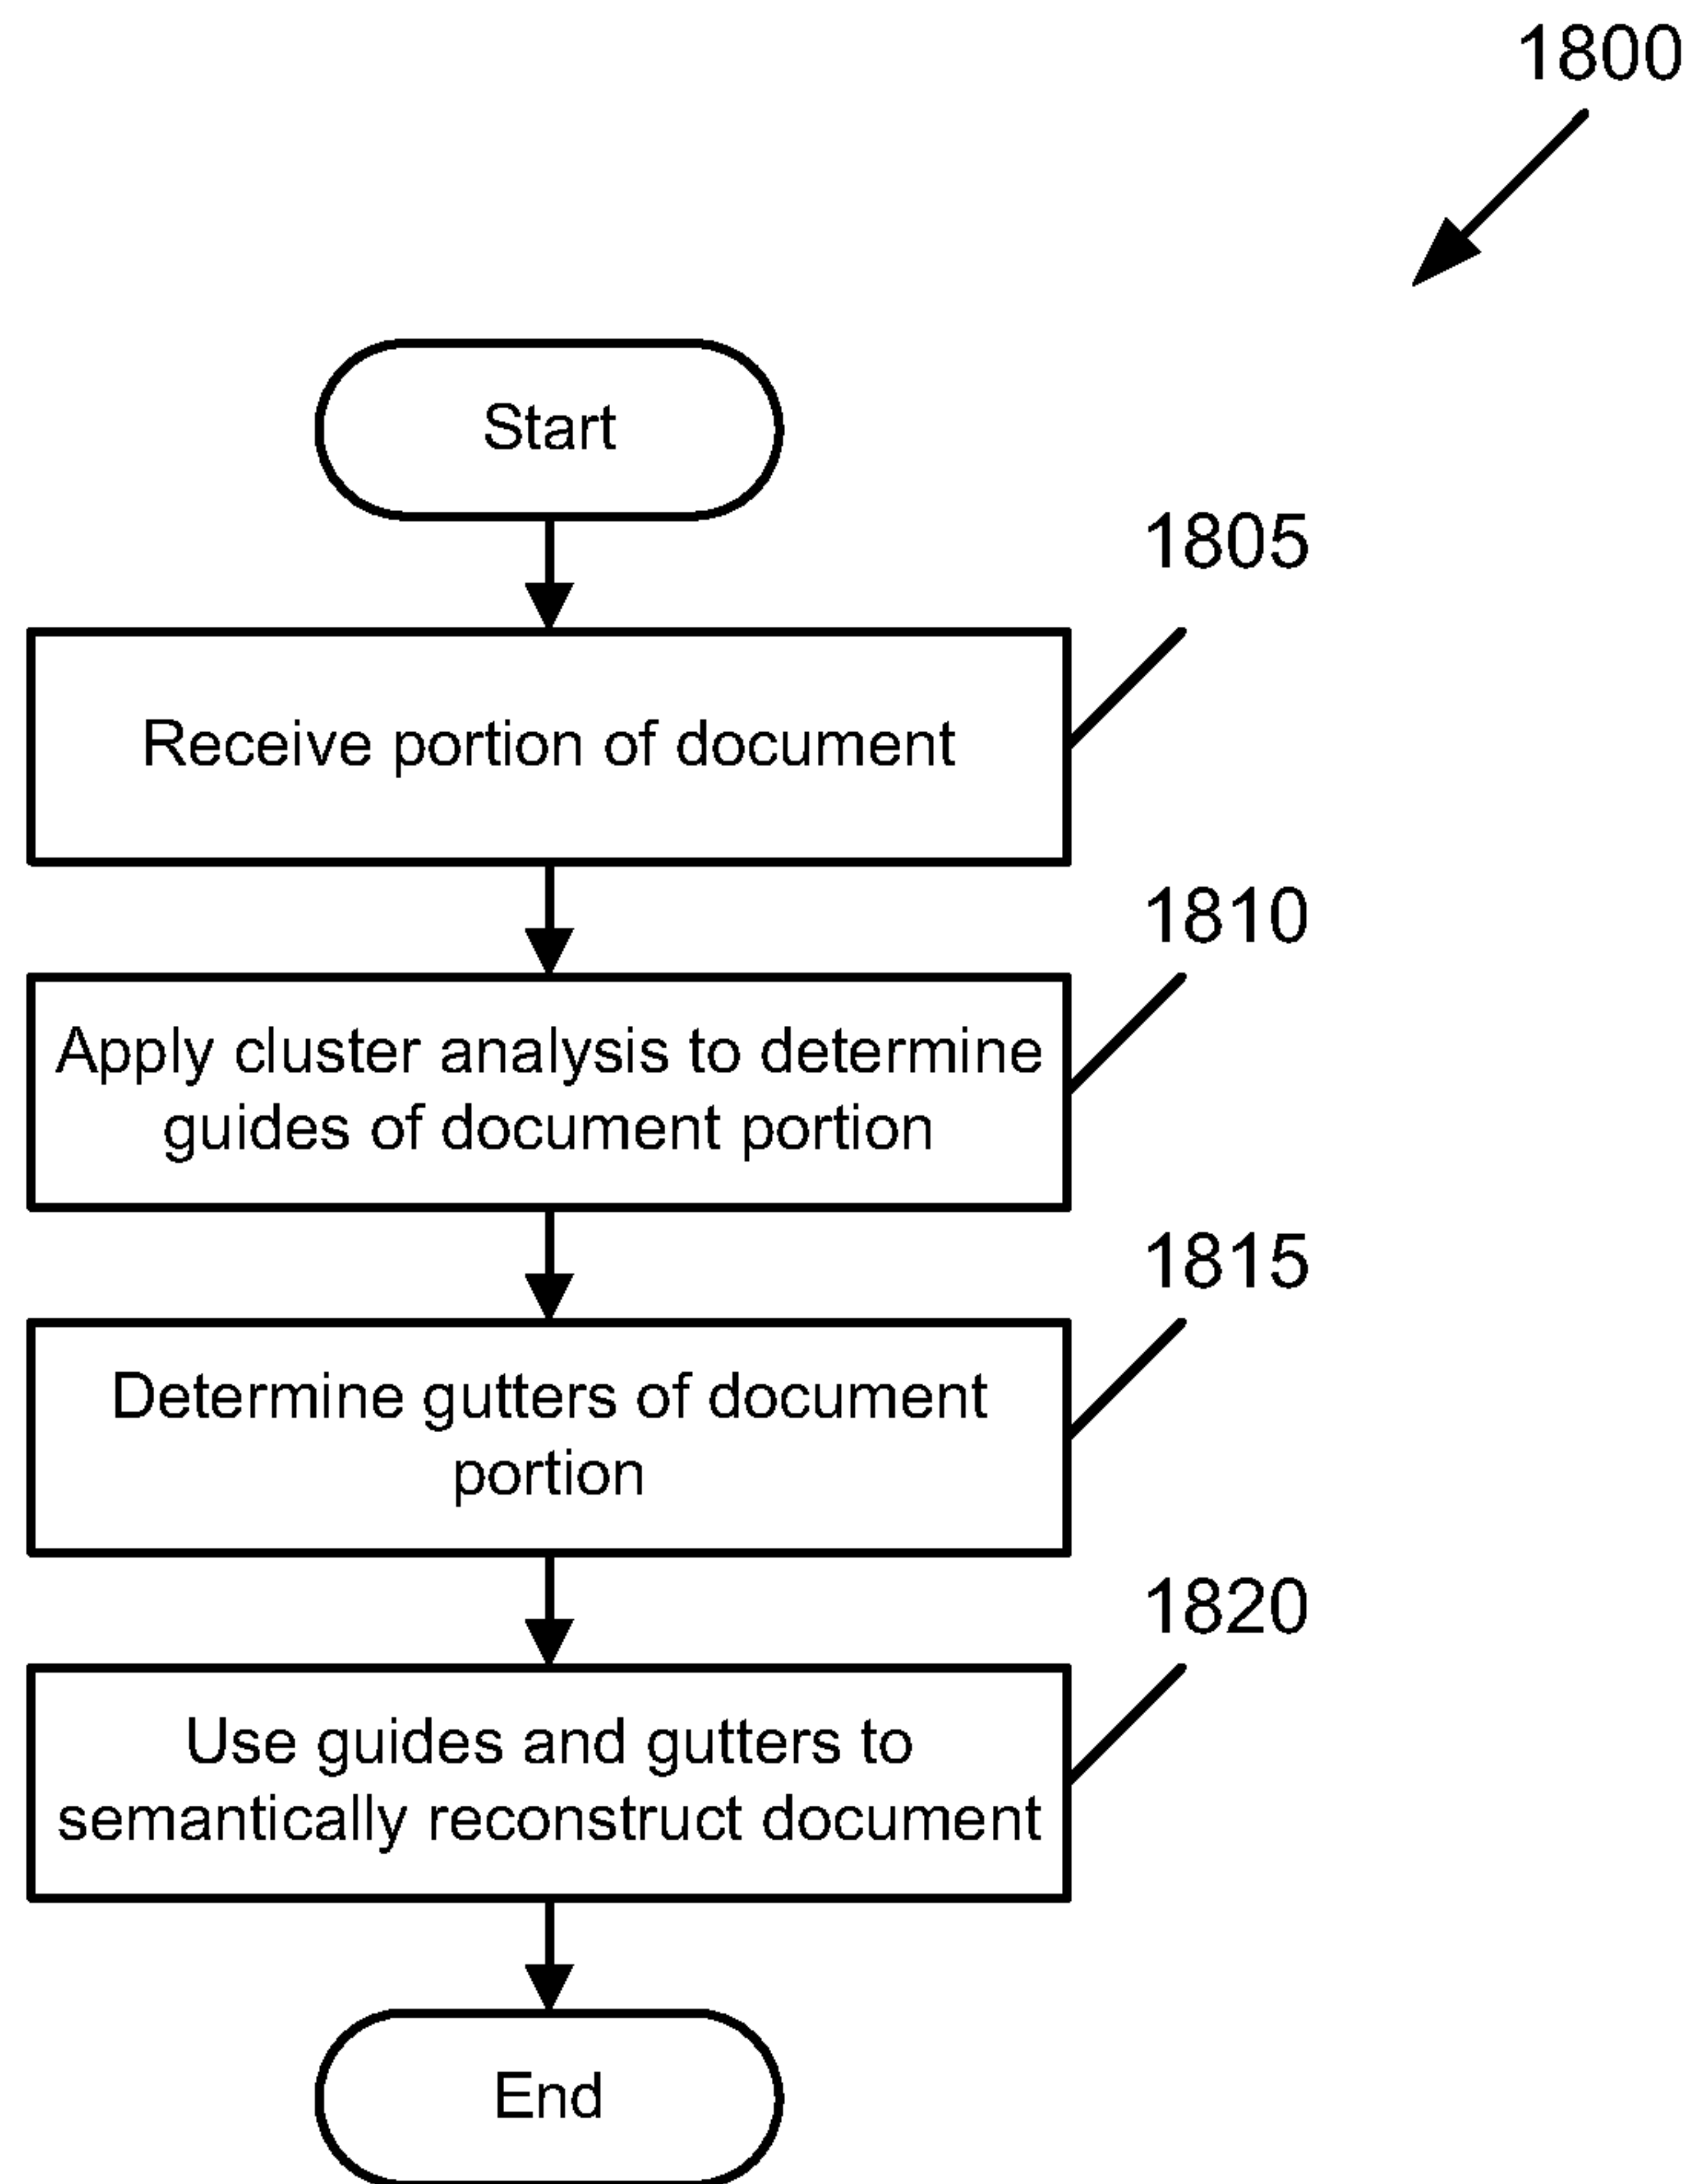 1800
Start
1805
Receive portion of document
1810
Apply cluster analysis to determine
guides of document portion
1815
Determine gutters of document
portion
1820
Use guides and gutters to
semantically reconstruct document
End